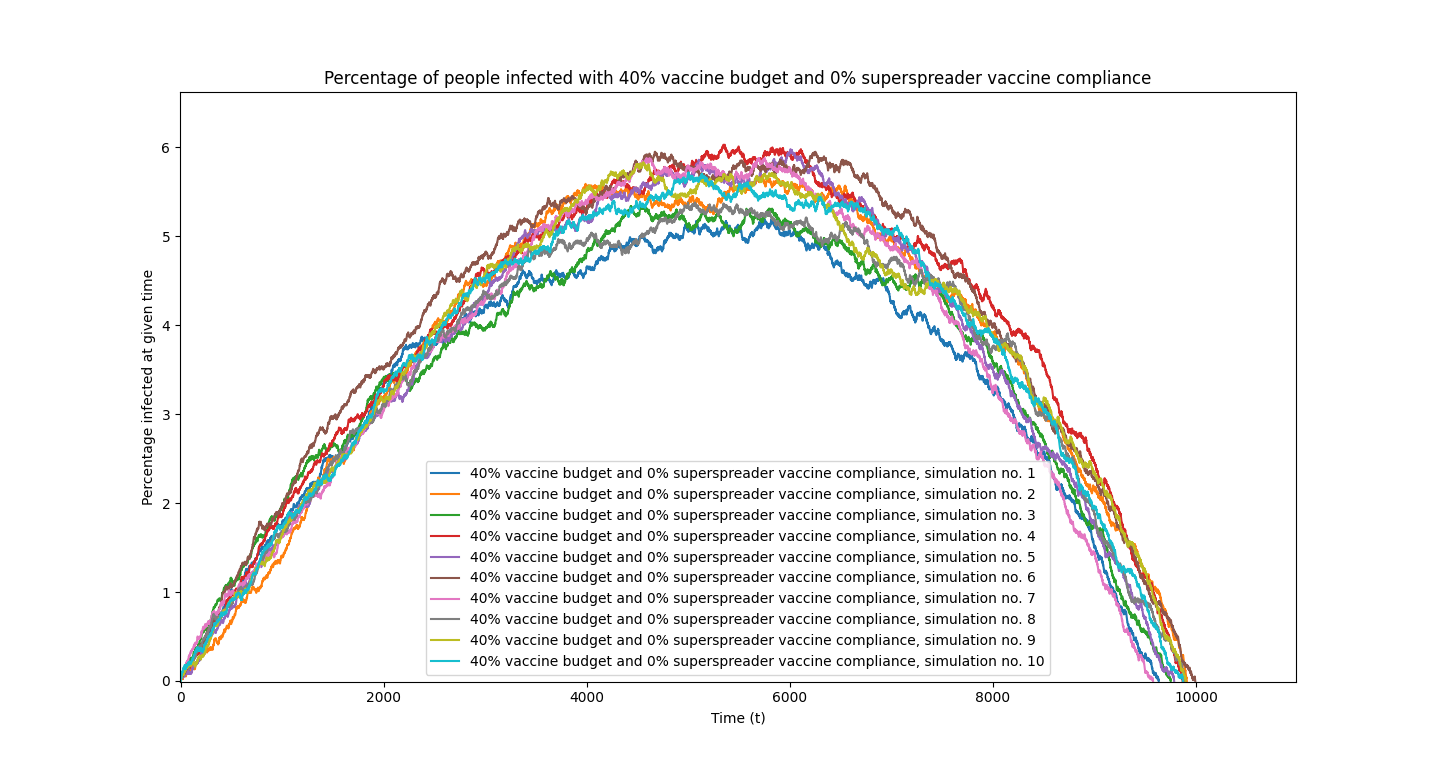 Percentage of people infected with 40% vaccine budget and 0% superspreader vaccine compliance
Percentage infected at given time
6
5
4
3
2
1
0
40% vaccine budget and 0% superspreader vaccine compliance, simulation no. 1
40% vaccine budget and 0% superspreader vaccine compliance, simulation no. 2
40% vaccine budget and 0% superspreader vaccine compliance, simulation no. 3
40% vaccine budget and 0% superspreader vaccine compliance, simulation no. 4
40% vaccine budget and 0% superspreader vaccine compliance, simulation no. 5
40% vaccine budget and 0% superspreader vaccine compliance, simulation no. 6
40% vaccine budget and 0% superspreader vaccine compliance, simulation no. 7
40% vaccine budget and 0% superspreader vaccine compliance, simulation no. 8
40% vaccine budget and 0% superspreader vaccine compliance, simulation no. 9
40% vaccine budget and 0% superspreader vaccine compliance, simulation no. 10
0 2000 4000 6000 8000 10000
Time (t)